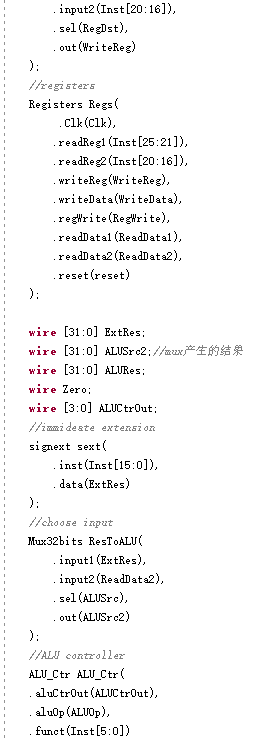 .input2(Inst[20:16]),
.sel(RegDst),
.out(WriteReg)
);
//registers
Registers Regs(
.Clk(Clk),
.readReg1(Inst[25:21]),
.readReg2(Inst[20:16]),
.writeReg(WriteReg),
.writeData(WriteData),
.regWrite(RegWrite),
.readData1(ReadData1),
.readData2(ReadData2),
.reset(reset)
);
wire [31:0] ExtRes;
wire [31:0] ALUSrc2;//mux产生的结果
wire [31:0] ALURes;
wire Zero;
wire [3:0] ALUCtrOut;
//immideate extension
signext sext(
.inst(Inst[15:0]),
.data(ExtRes)
);
//choose input
Mux32bits ResToALU(
.input1(ExtRes),
.input2(ReadData2),
.sel(ALUSrc),
.out(ALUSrc2)
);
//ALU controller
ALU_Ctr ALU_Ctr(
.aluCtrOut(ALUCtrOut),
.aluOp(ALUOp),
.funct(Inst[5:0])